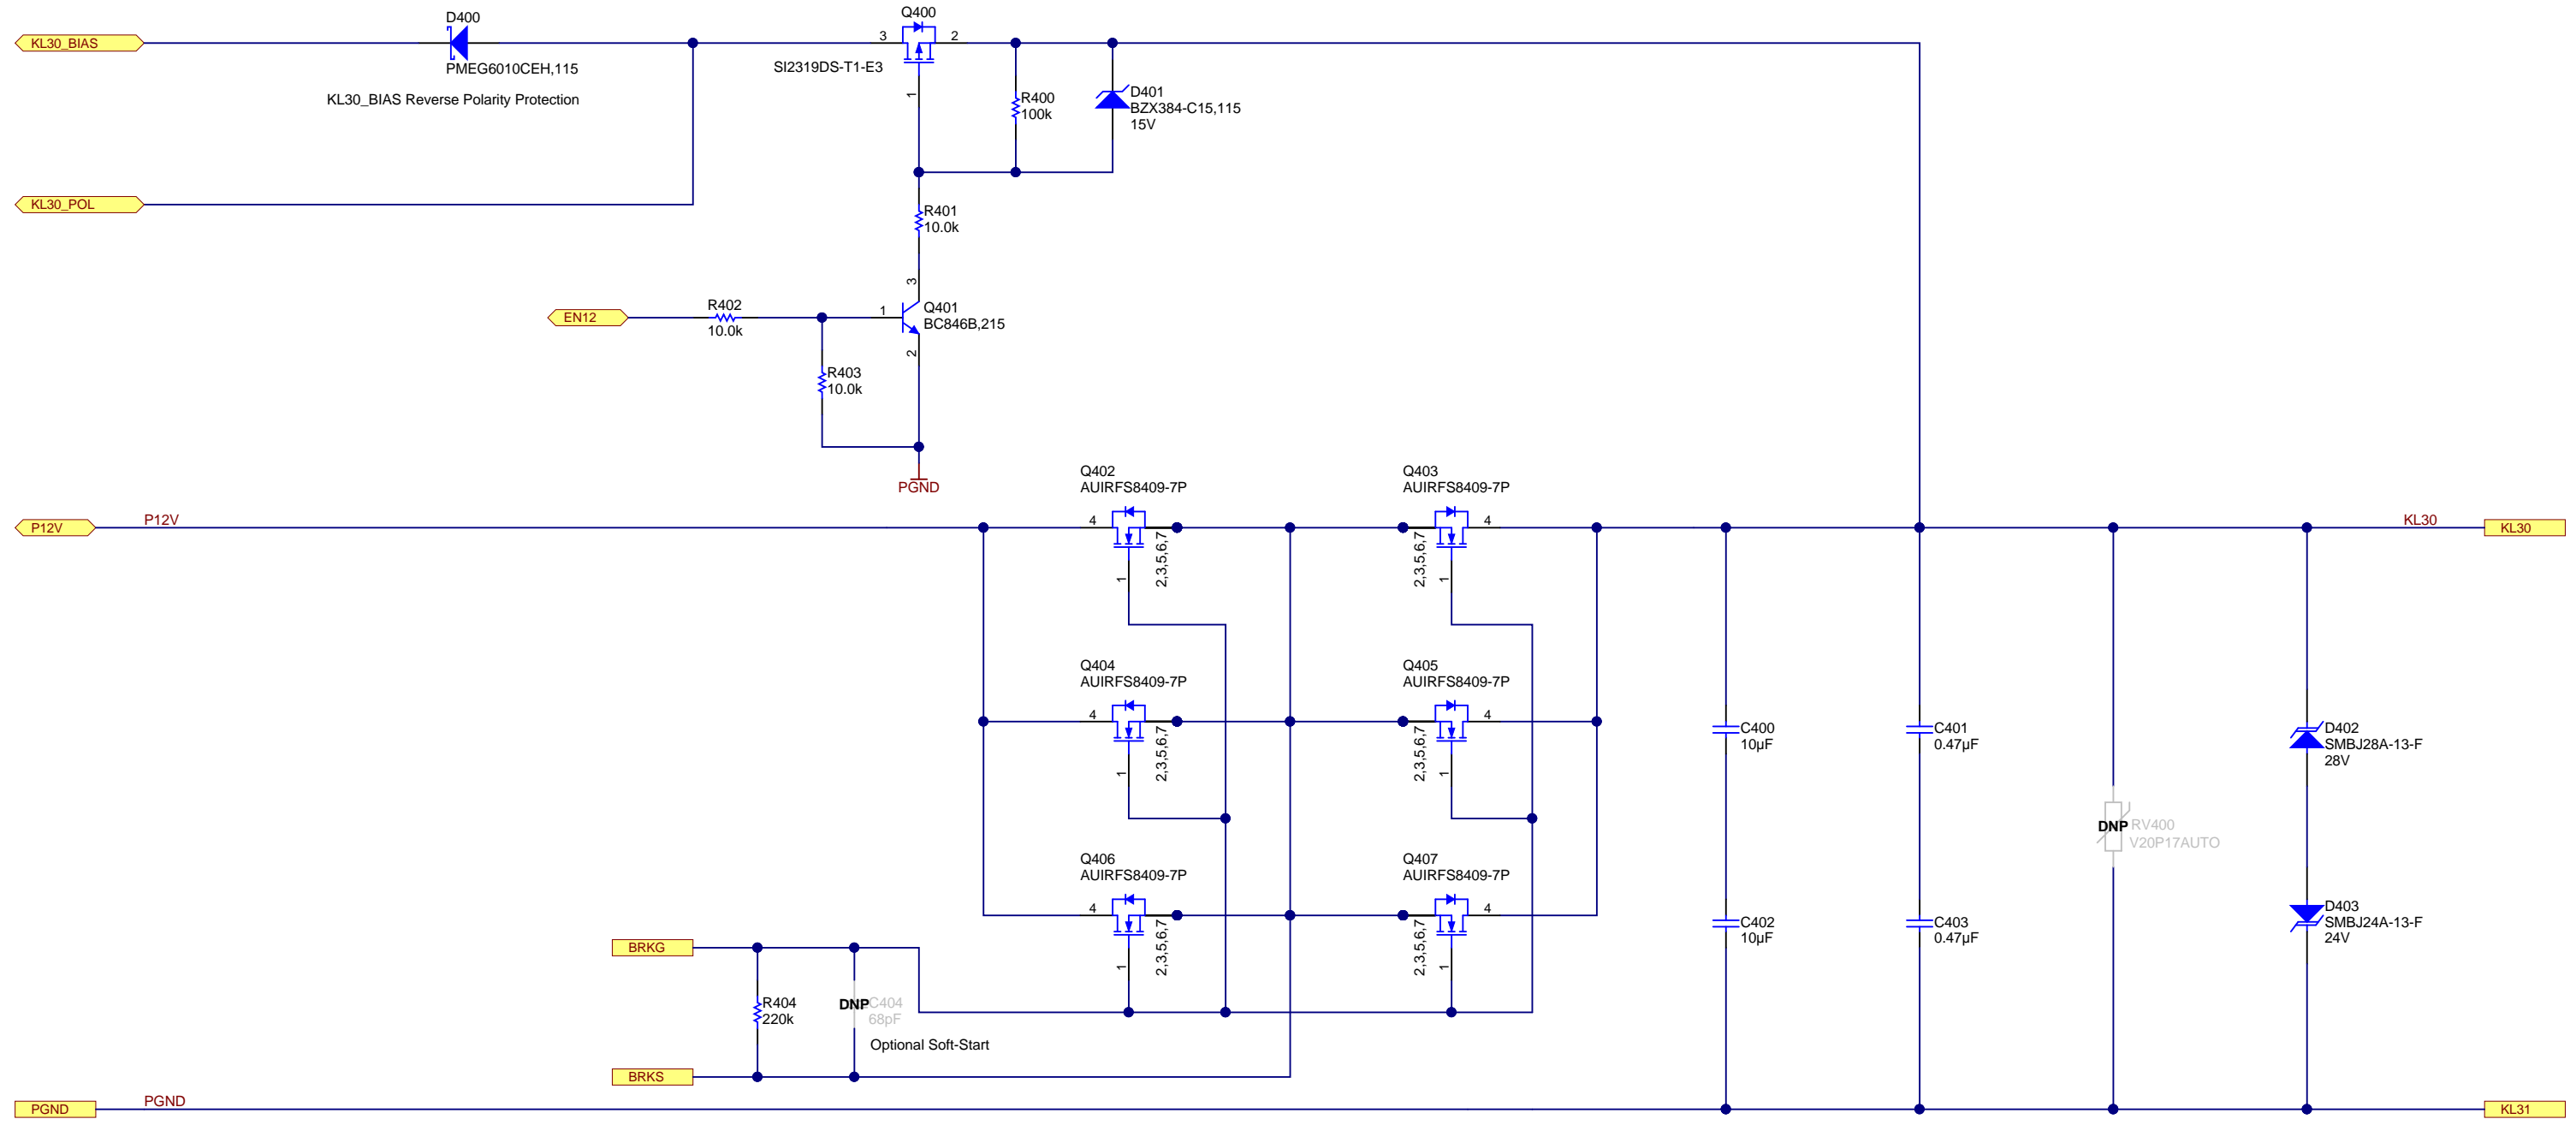 D400
Q400
KL30_BIAS
3
2
PMEG6010CEH,115
SI2319DS-T1-E3
KL30_BIAS Reverse Polarity Protection
1
R400
100k
D401
BZX384-C15,115
15V
KL30_POL
R401
10.0k
3
EN12
R402
10.0k
1
Q401
BC846B,215
2
R403
10.0k
PGND
Q402
AUIRFS8409-7P
Q403
AUIRFS8409-7P
P12V
P12V
4
2,3,5,6,7
1
4
2,3,5,6,7
1
KL30
KL30
Q404
AUIRFS8409-7P
Q405
AUIRFS8409-7P
4
2,3,5,6,7
1
4
2,3,5,6,7
1
C400
10µF
C401
0.47µF
D402
SMBJ28A-13-F
28V
DNP
RV400
V20P17AUTO
Q406
AUIRFS8409-7P
Q407
AUIRFS8409-7P
4
2,3,5,6,7
1
4
2,3,5,6,7
1
C402
10µF
C403
0.47µF
D403
SMBJ24A-13-F
24V
BRKG
R404
220k
DNP
C404
68pF
Optional Soft-Start
BRKS
PGND
PGND
KL31